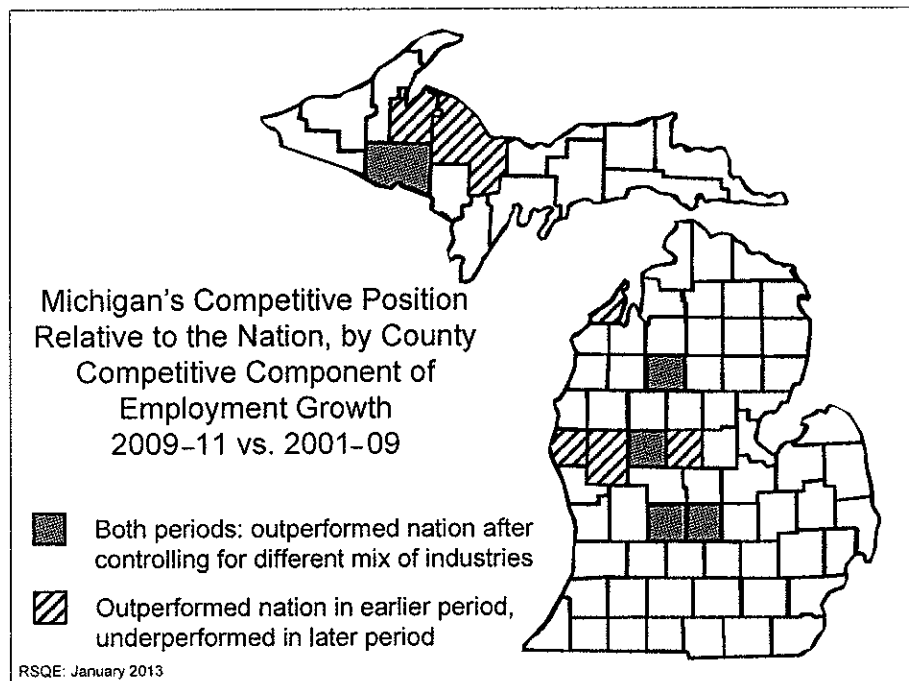 Michigan's Competitive Position
Relative to the Nation, by County
Competitive Component of
Employment Growth
2009–11 vs. 2001–09
Both periods: outperformed nation after
controlling for different mix of industries
Outperformed nation in earlier period,
underperformed in later period
RSQE: January 2013